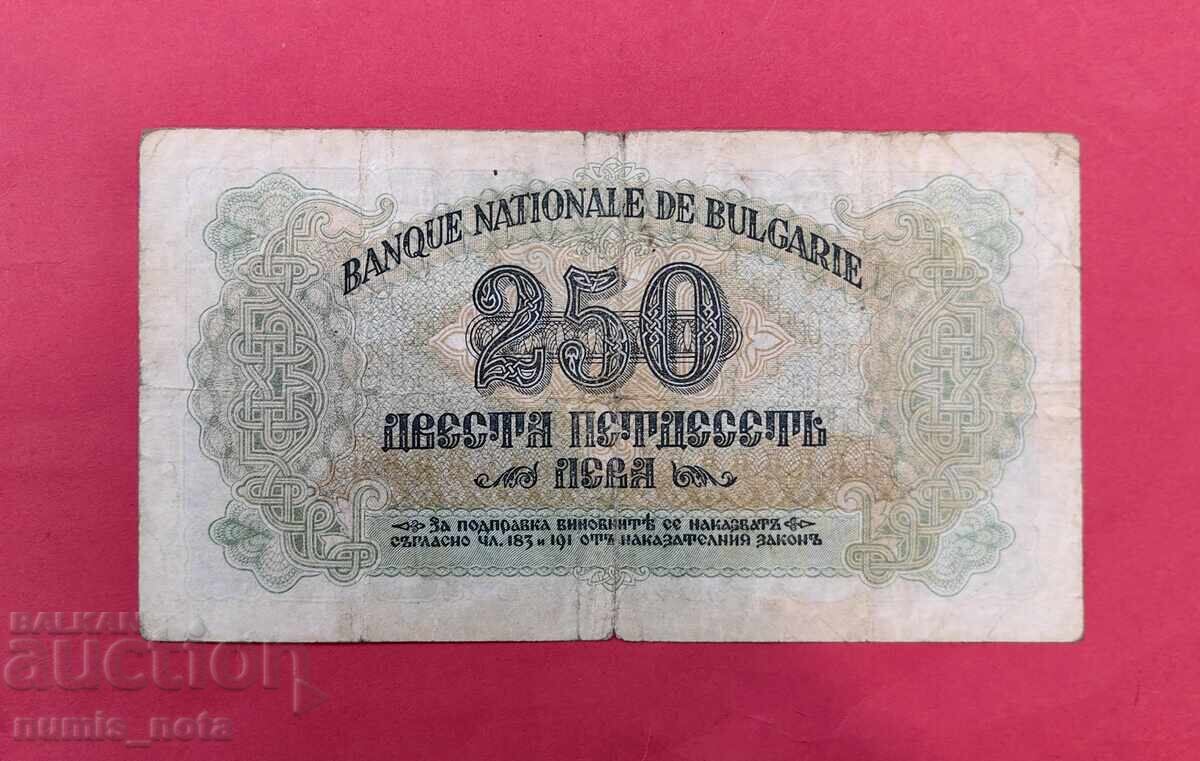 BANQUE NATIONALE DE BULGARIE
250
ДВЕСТА ПЕТДЕСЕТЬ
ЛЕВА
ЗА ПОДПРАВКА ВИНОВНИТѢ СЕ НАКАЗВАТЪ
СЪГЛАСНО ЧЛ. 183 И 191 ОТЪ НАКАЗАТЕЛНИЯ ЗАКОНЪ
BALKAN
auction
numis_nota